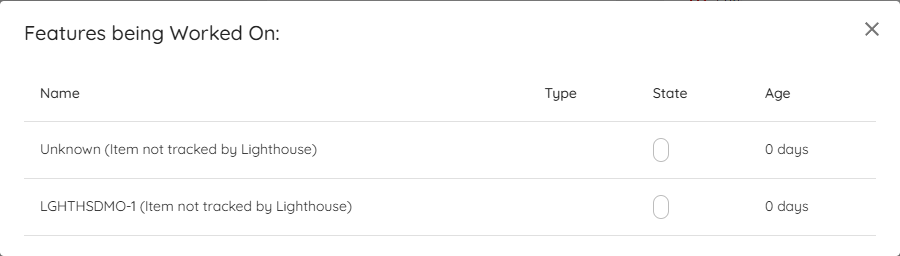 Features being Worked On:
Name Type State Age
Unknown (Item not tracked by Lighthouse) 0 days
LGHTHSDMO-1 (Item not tracked by Lighthouse) 0 days